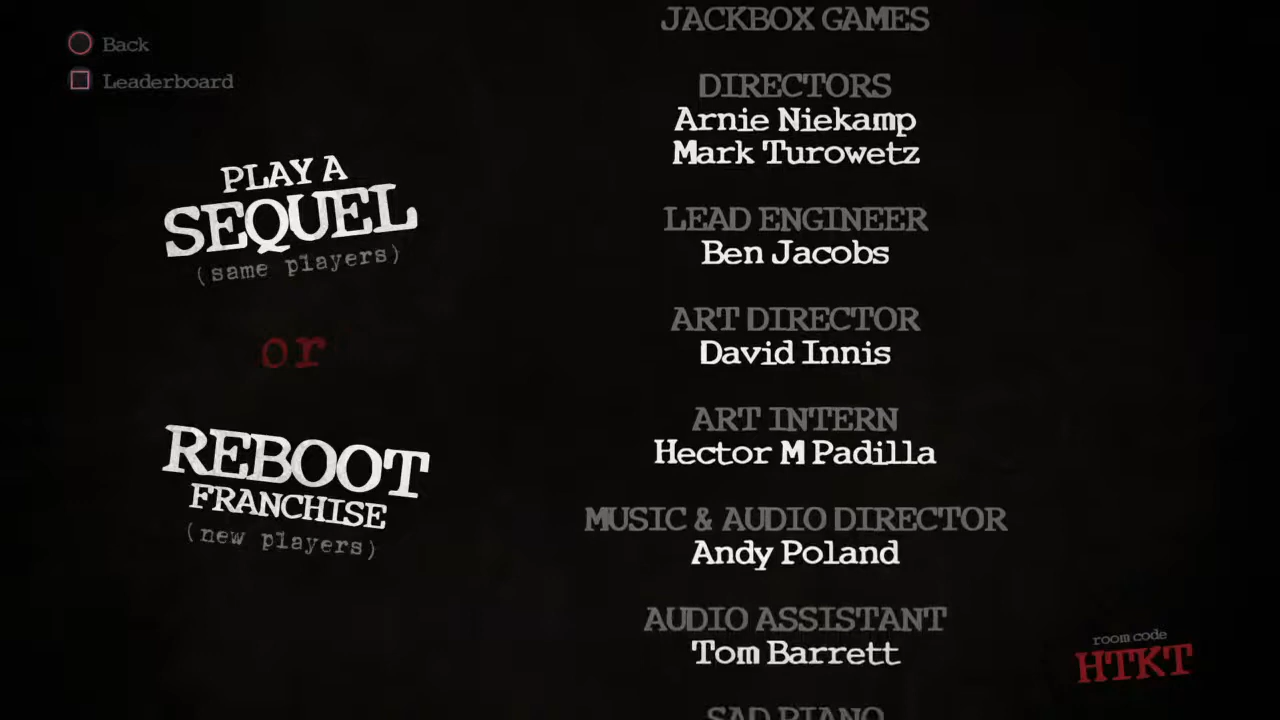 Back
Leaderboard
PLAY A
SEQUEL
(same players)
or
REBOOT
FRANCHISE
(new players)
JACKBOX GAMES
DIRECTORS
Arnie Niekamp
Mark Turowetz
LEAD ENGINEER
Ben Jacobs
ART DIRECTOR
David Innis
ART INTERN
Hector M Padilla
MUSIC & AUDIO DIRECTOR
Andy Poland
AUDIO ASSISTANT
Tom Barrett
SAD PIANO
room code
HTKT